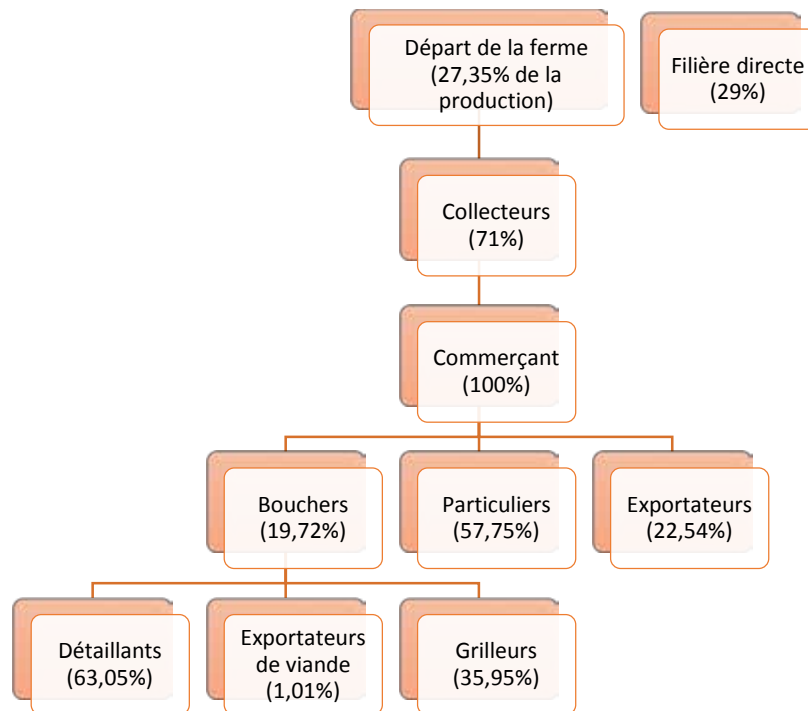 Départ de la ferme
(27,35% de la
production)
Filière directe
(29%)
Collecteurs
(71%)
Commerçant
(100%)
Bouchers
(19,72%)
Particuliers
(57,75%)
Exportateurs
(22,54%)
Détaillants
(63,05%)
Exportateurs
de viande
(1,01%)
Grilleurs
(35,95%)